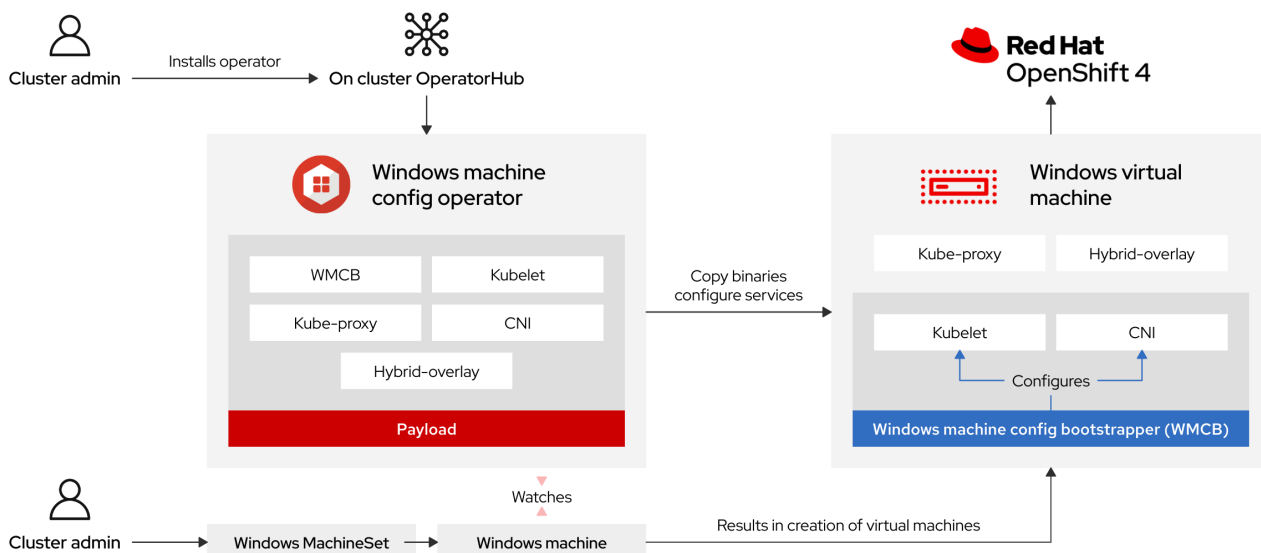 Cluster admin
Installs operator
On cluster OperatorHub
Red Hat
OpenShift 4
Windows machine
config operator
WMCB
Kubelet
Kube-proxy
CNI
Hybrid-overlay
Payload
Copy binaries
configure services
Windows virtual
machine
Kube-proxy
Hybrid-overlay
Kubelet
CNI
Configures
Windows machine config bootstrapper (WMCB)
Watches
Cluster admin
Windows MachineSet
Windows machine
Results in creation of virtual machines